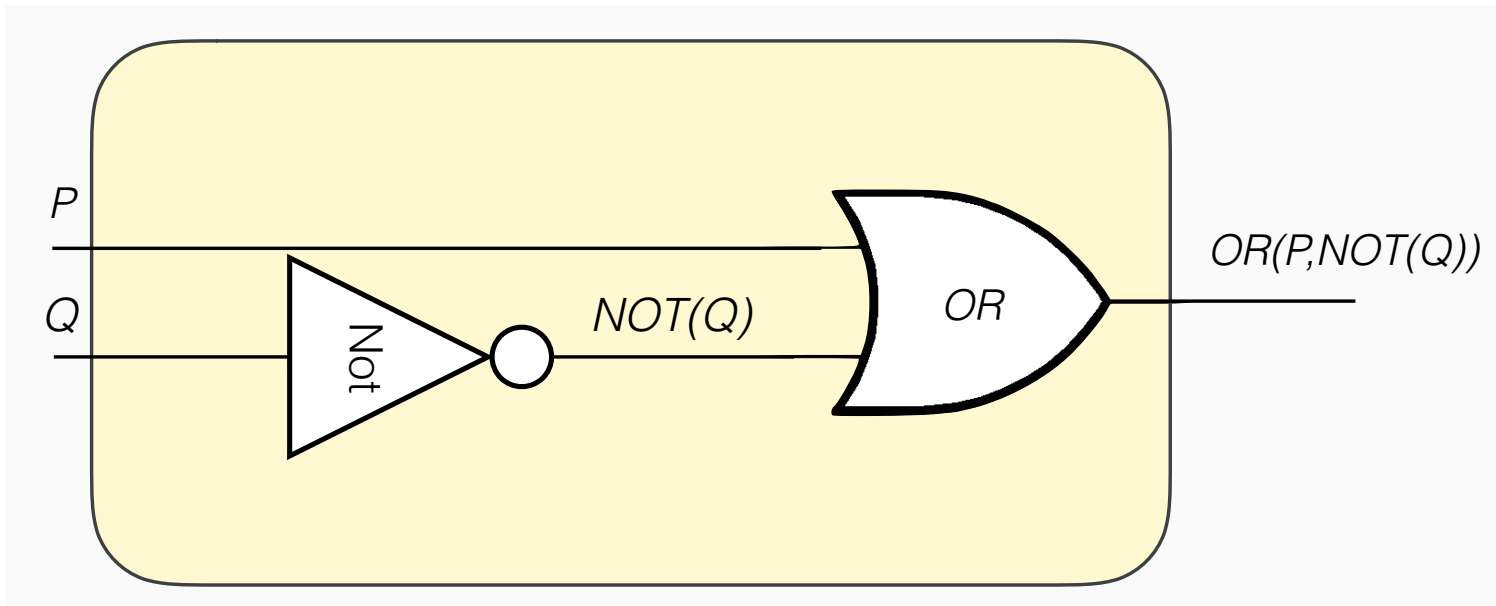 P
Q
Not
NOT(Q)
OR
OR(P,NOT(Q))